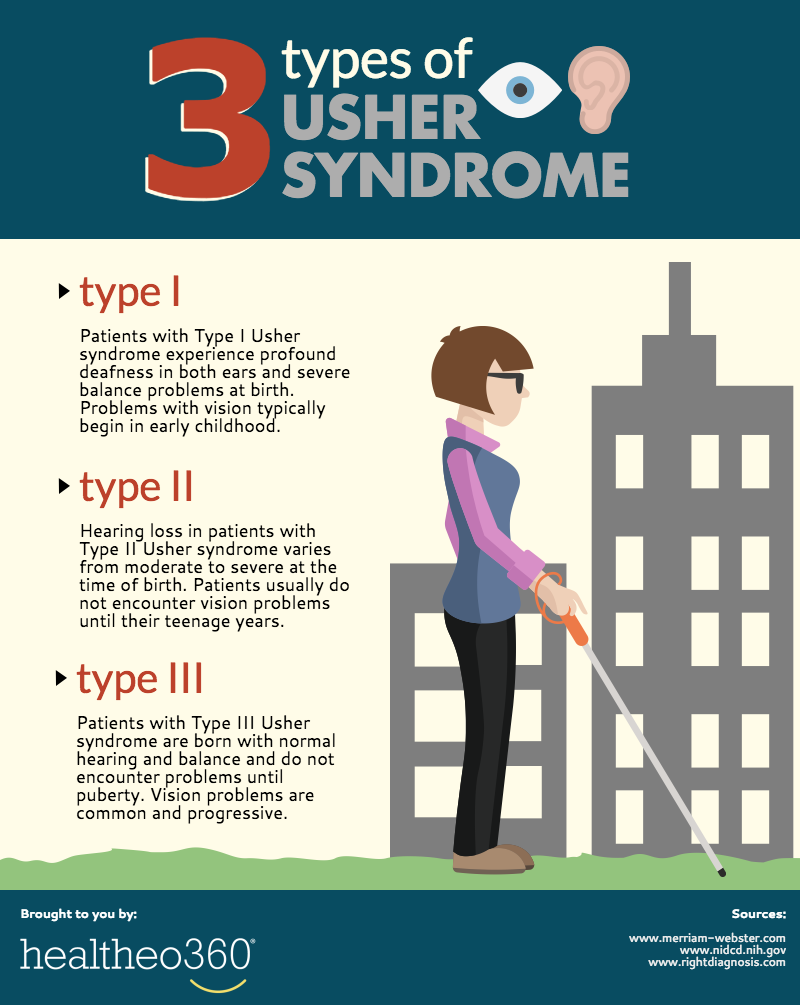 3 types of
USHER
SYNDROME
type I
Patients with Type I Usher
syndrome experience profound
deafness in both ears and severe
balance problems at birth.
Problems with vision typically
begin in early childhood.
type II
Hearing loss in patients with
Type II Usher syndrome varies
from moderate to severe at the
time of birth. Patients usually do
not encounter vision problems
until their teenage years.
type III
Patients with Type III Usher
syndrome are born with normal
hearing and balance and do not
encounter problems until
puberty. Vision problems are
common and progressive.
Brought to you by:
healtheo360®
Sources:
www.merriam-webster.com
www.nidcd.nih.gov
www.rightdiagnosis.com